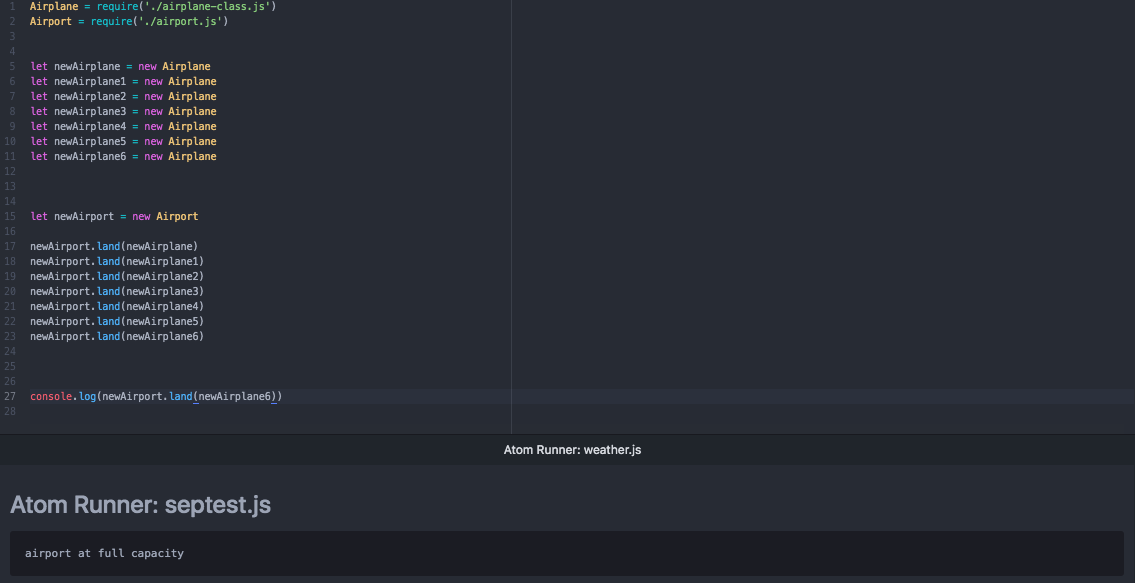 1 Airplane = require('./airplane-class.js')
2 Airport = require('./airport.js')
3
4
5 let newAirplane = new Airplane
6 let newAirplane1 = new Airplane
7 let newAirplane2 = new Airplane
8 let newAirplane3 = new Airplane
9 let newAirplane4 = new Airplane
10 let newAirplane5 = new Airplane
11 let newAirplane6 = new Airplane
12
13
14
15 let newAirport = new Airport
16
17 newAirport.land(newAirplane)
18 newAirport.land(newAirplane1)
19 newAirport.land(newAirplane2)
20 newAirport.land(newAirplane3)
21 newAirport.land(newAirplane4)
22 newAirport.land(newAirplane5)
23 newAirport.land(newAirplane6)
24
25
26
27 console.log(newAirport.land(newAirplane6))
28
Atom Runner: weather.js
Atom Runner: septest.js
airport at full capacity